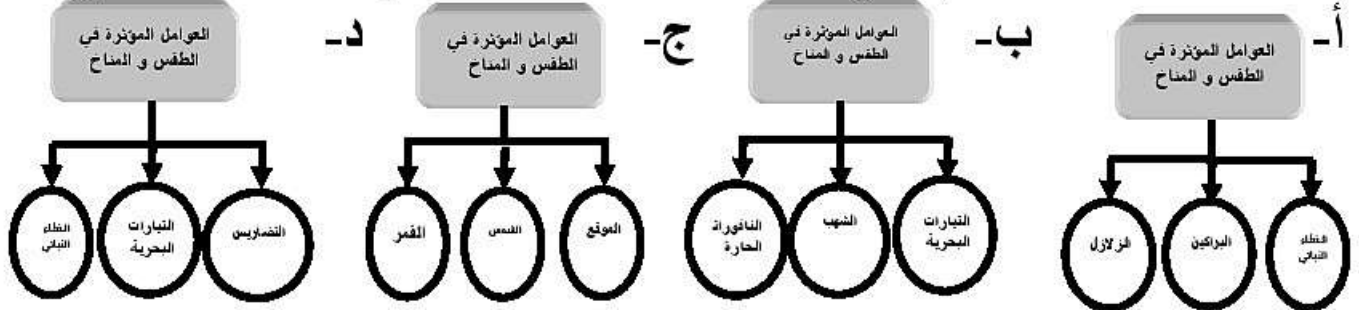 أ-
العوامل المؤثرة في
الطقس و المناخ
الغطاء
النباتي
البراكين
الزلازل
ب-
العوامل المؤثرة في
الطقس و المناخ
التيارات
البحرية
الشهب
النافورات
الحارة
ج-
العوامل المؤثرة في
الطقس و المناخ
الموقع
الشمس
القمر
د-
العوامل المؤثرة في
الطقس و المناخ
التضاريس
التيارات
البحرية
الغطاء
النباتي